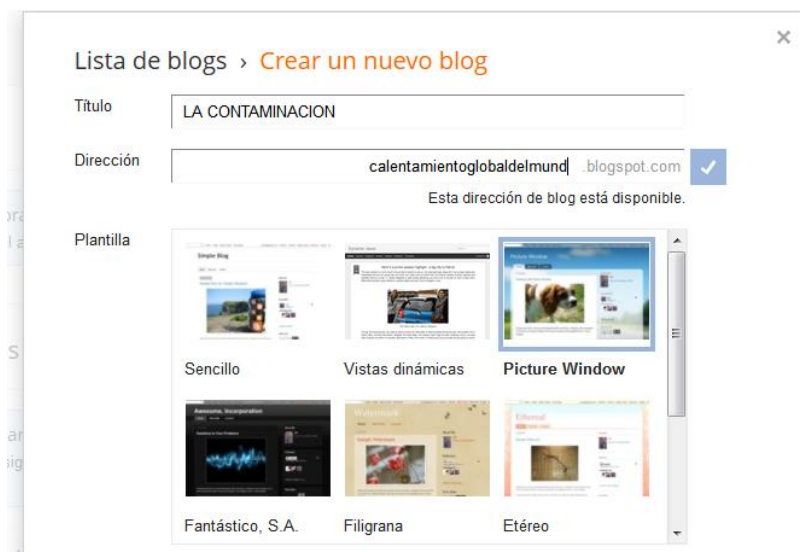 Lista de blogs › Crear un nuevo blog
Título
LA CONTAMINACION
Dirección
calentamientoglobaldelmund .blogspot.com
Esta dirección de blog está disponible.
Plantilla
Simple Blog
Picture Window
Awesome, Incorporation
Watermark
Ethereal
Sencillo
Vistas dinámicas
Picture Window
Fantástico, S.A.
Filigrana
Etéreo